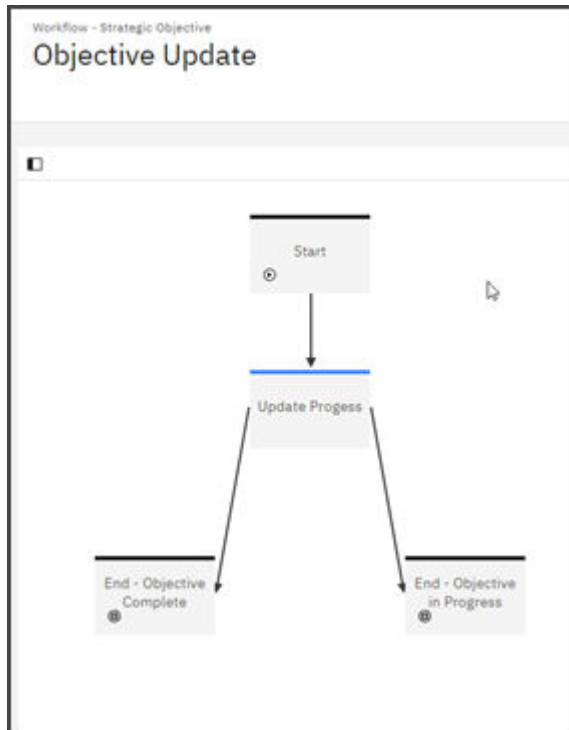 Workflow - Strategic Objective
Objective Update
Start
Update Progess
End - Objective
Complete
End - Objective
in Progress